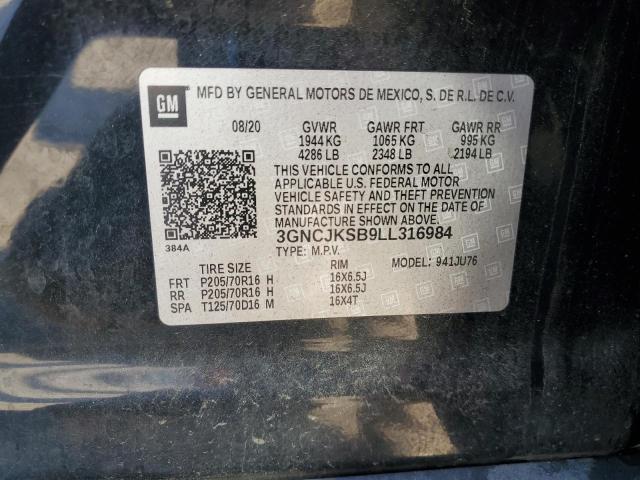 GM MFD BY GENERAL MOTORS DE MEXICO, S. DE R.L. DE C.V.
08/20 GVWR GAWR FRT GAWR RR
1944 KG 1065 KG 995 KG
4286 LB 2348 LB 2194 LB
THIS VEHICLE CONFORMS TO ALL
APPLICABLE U.S. FEDERAL MOTOR
VEHICLE SAFETY AND THEFT PREVENTION
STANDARDS IN EFFECT ON THE DATE OF
MANUFACTURE SHOWN ABOVE.
384A 3GNCJKSB9LL316984
TYPE: M.P.V.
MODEL: 941JU76
TIRE SIZE RIM
FRT P205/70R16 H 16X6.5J
RR P205/70R16 H 16X6.5J
SPA T125/70D16 M 16X4T